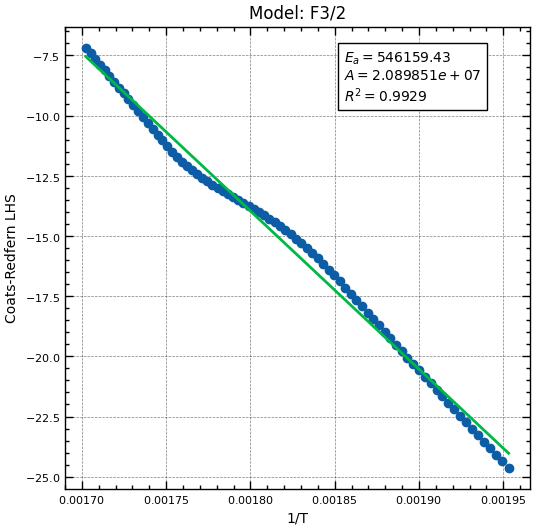 Model: F3/2
Eₐ = 546159.43
A = 2.089851e + 07
R² = 0.9929
Coats-Redfern LHS
−7.5
−10.0
−12.5
−15.0
−17.5
−20.0
−22.5
−25.0
0.00170 0.00175 0.00180 0.00185 0.00190 0.00195
1/T